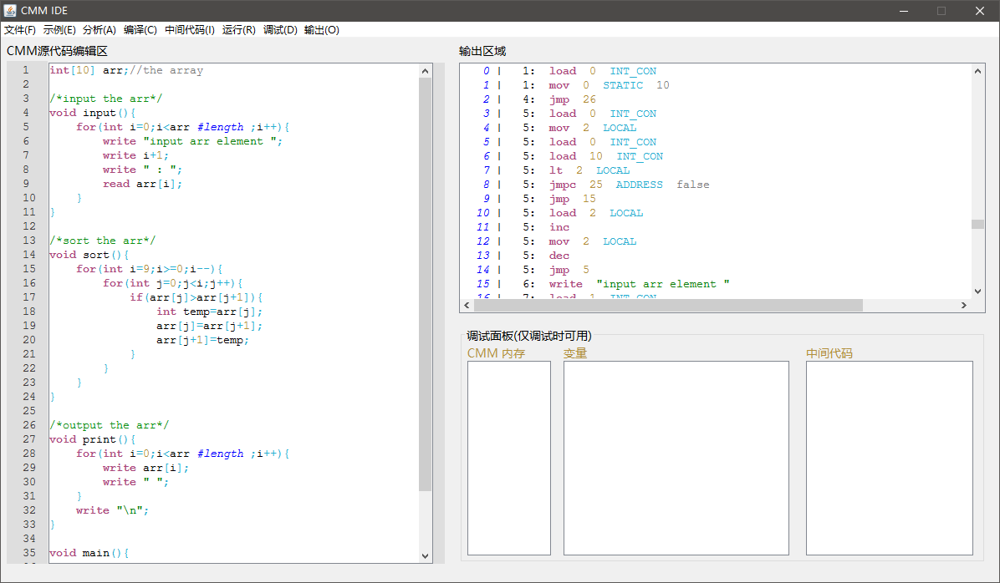 CMM IDE
文件(F) 示例(E) 分析(A) 编译(C) 中间代码(I) 运行(R) 调试(D) 输出(O)
CMM源代码编辑区
1 int[10] arr;//the array
2
3 /*input the arr*/
4 void input(){
5     for(int i=0;i<arr #length ;i++){
6         write "input arr element ";
7         write i+1;
8         write " : ";
9         read arr[i];
10     }
11 }
12
13 /*sort the arr*/
14 void sort(){
15     for(int i=9;i>=0;i--){
16         for(int j=0;j<i;j++){
17             if(arr[j]>arr[j+1]){
18                 int temp=arr[j];
19                 arr[j]=arr[j+1];
20                 arr[j+1]=temp;
21             }
22         }
23     }
24 }
25
26 /*output the arr*/
27 void print(){
28     for(int i=0;i<arr #length ;i++){
29         write arr[i];
30         write " ";
31     }
32     write "\n";
33 }
34
35 void main(){
输出区域
0 | 1: load 0 INT_CON
1 | 1: mov 0 STATIC 10
2 | 4: jmp 26
3 | 5: load 0 INT_CON
4 | 5: mov 2 LOCAL
5 | 5: load 0 INT_CON
6 | 5: load 10 INT_CON
7 | 5: lt 2 LOCAL
8 | 5: jmpc 25 ADDRESS false
9 | 5: jmp 15
10 | 5: load 2 LOCAL
11 | 5: inc
12 | 5: mov 2 LOCAL
13 | 5: dec
14 | 5: jmp 5
15 | 6: write "input arr element "
16 | 7: load 1 INT_CON
调试面板(仅调试时可用)
CMM 内存 变量 中间代码